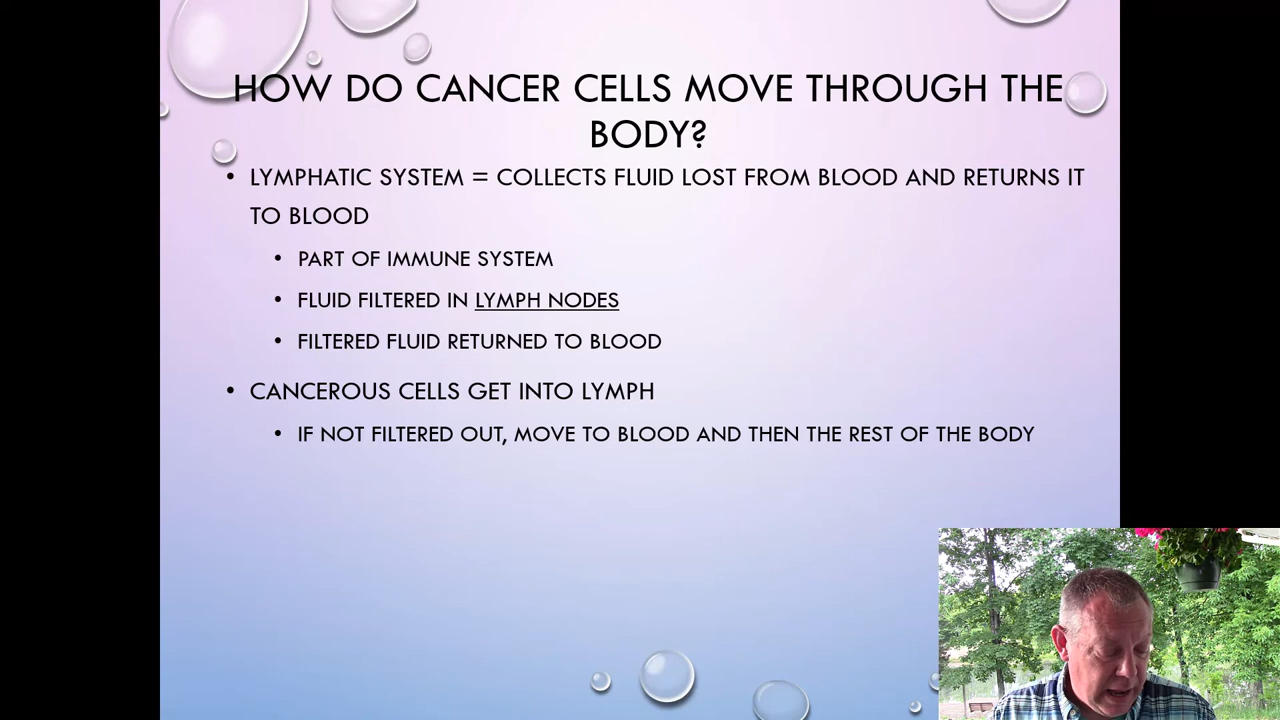 HOW DO CANCER CELLS MOVE THROUGH THE
BODY?
• LYMPHATIC SYSTEM = COLLECTS FLUID LOST FROM BLOOD AND RETURNS IT
TO BLOOD
• PART OF IMMUNE SYSTEM
• FLUID FILTERED IN LYMPH NODES
• FILTERED FLUID RETURNED TO BLOOD
• CANCEROUS CELLS GET INTO LYMPH
• IF NOT FILTERED OUT, MOVE TO BLOOD AND THEN THE REST OF THE BODY